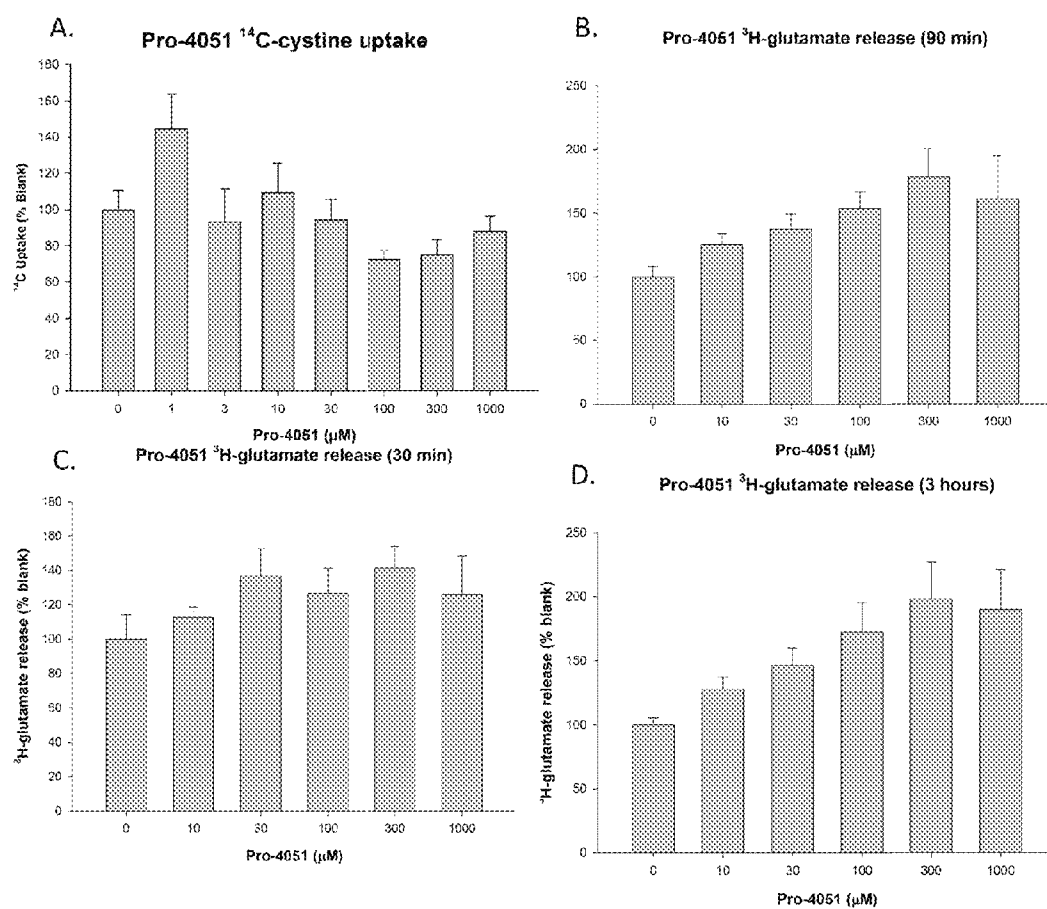 A.
Pro-4051 ¹⁴C-cystine uptake
¹⁴C Uptake (% Blank)
180
160
140
120
100
80
60
40
20
0
0 1 3 10 30 100 300 1000
Pro-4051 (µM)
B.
Pro-4051 ³H-glutamate release (90 min)
250
200
150
100
50
0
0 10 30 100 300 1000
Pro-4051 (µM)
C.
Pro-4051 ³H-glutamate release (30 min)
³H-glutamate release (% blank)
180
160
140
120
100
80
60
40
20
0
0 10 30 100 300 1000
Pro-4051 (µM)
D.
Pro-4051 ³H-glutamate release (3 hours)
³H-glutamate release (% blank)
250
200
150
100
50
0
0 10 30 100 300 1000
Pro-4051 (µM)